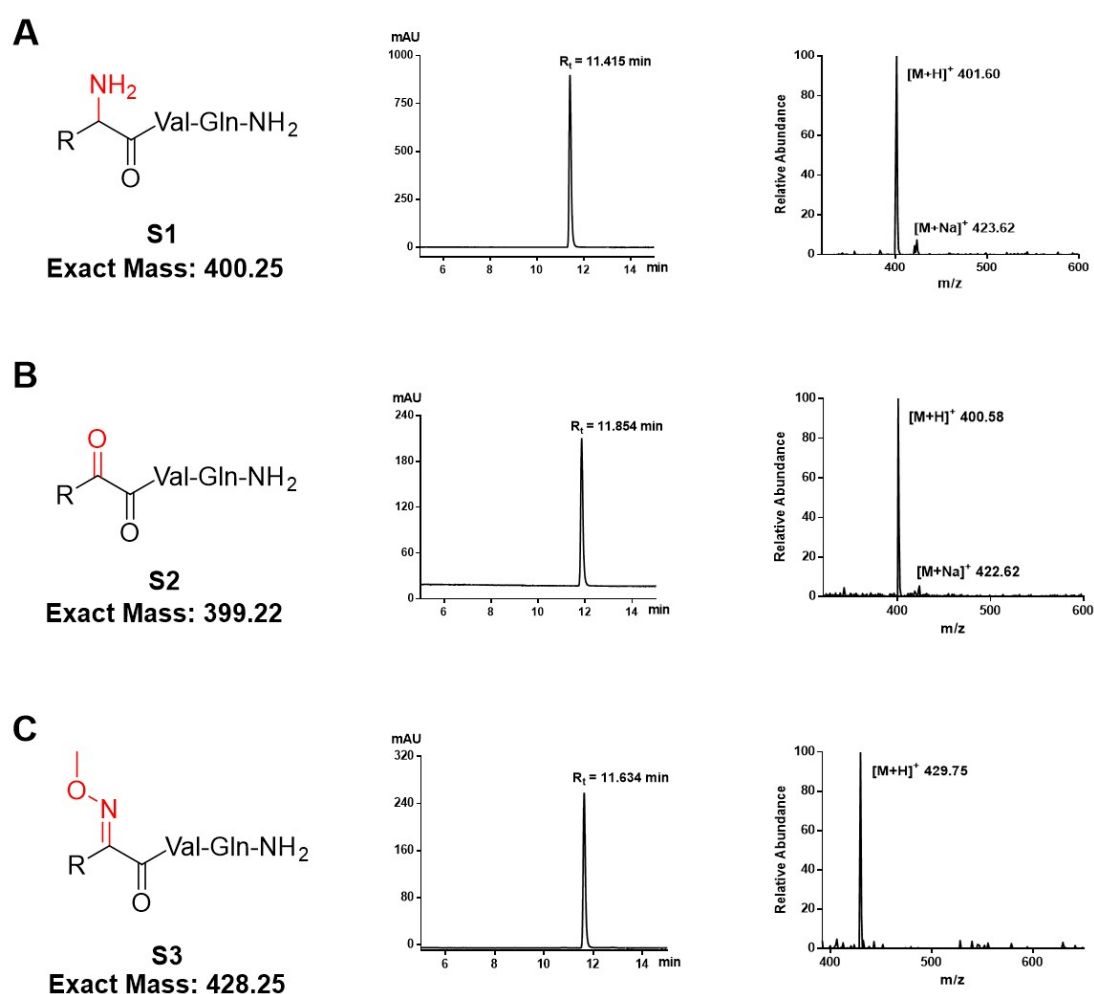 A
NH2
R
O
Val-Gln-NH2
S1
Exact Mass: 400.25
mAU
1000
750
500
250
0
6 8 10 12 14 min
Rt = 11.415 min
Relative Abundance
100
80
60
40
20
0
400 500 600
m/z
[M+H]+ 401.60
[M+Na]+ 423.62
B
O
R
O
Val-Gln-NH2
S2
Exact Mass: 399.22
mAU
240
180
120
60
0
6 8 10 12 14 min
Rt = 11.854 min
Relative Abundance
100
80
60
40
20
0
400 500 600
m/z
[M+H]+ 400.58
[M+Na]+ 422.62
C
O
N
R
O
Val-Gln-NH2
S3
Exact Mass: 428.25
mAU
320
240
160
80
0
6 8 10 12 14 min
Rt = 11.634 min
Relative Abundance
100
80
60
40
20
0
400 500 600
m/z
[M+H]+ 429.75